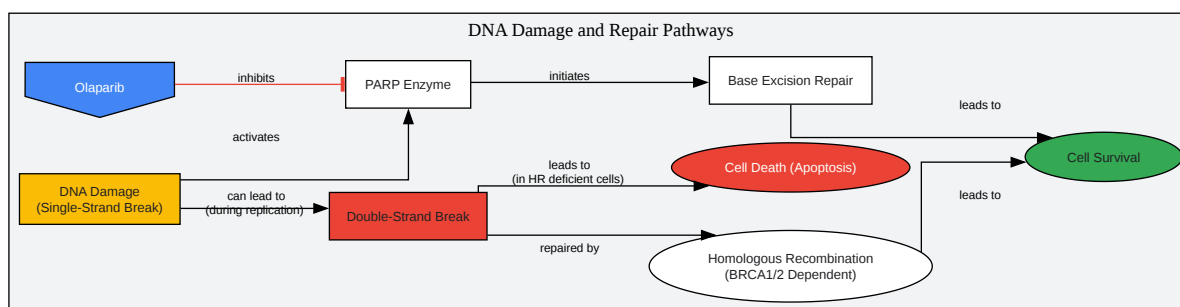 DNA Damage and Repair Pathways
Olaparib
inhibits
PARP Enzyme
initiates
Base Excision Repair
leads to
activates
Cell Survival
DNA Damage
(Single-Strand Break)
can lead to
(during replication)
Double-Strand Break
leads to
(in HR deficient cells)
Cell Death (Apoptosis)
leads to
repaired by
Homologous Recombination
(BRCA1/2 Dependent)